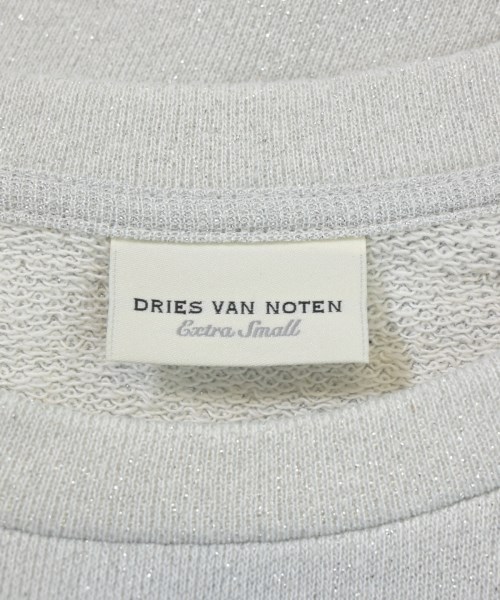 DRIES VAN NOTEN
Extra Small